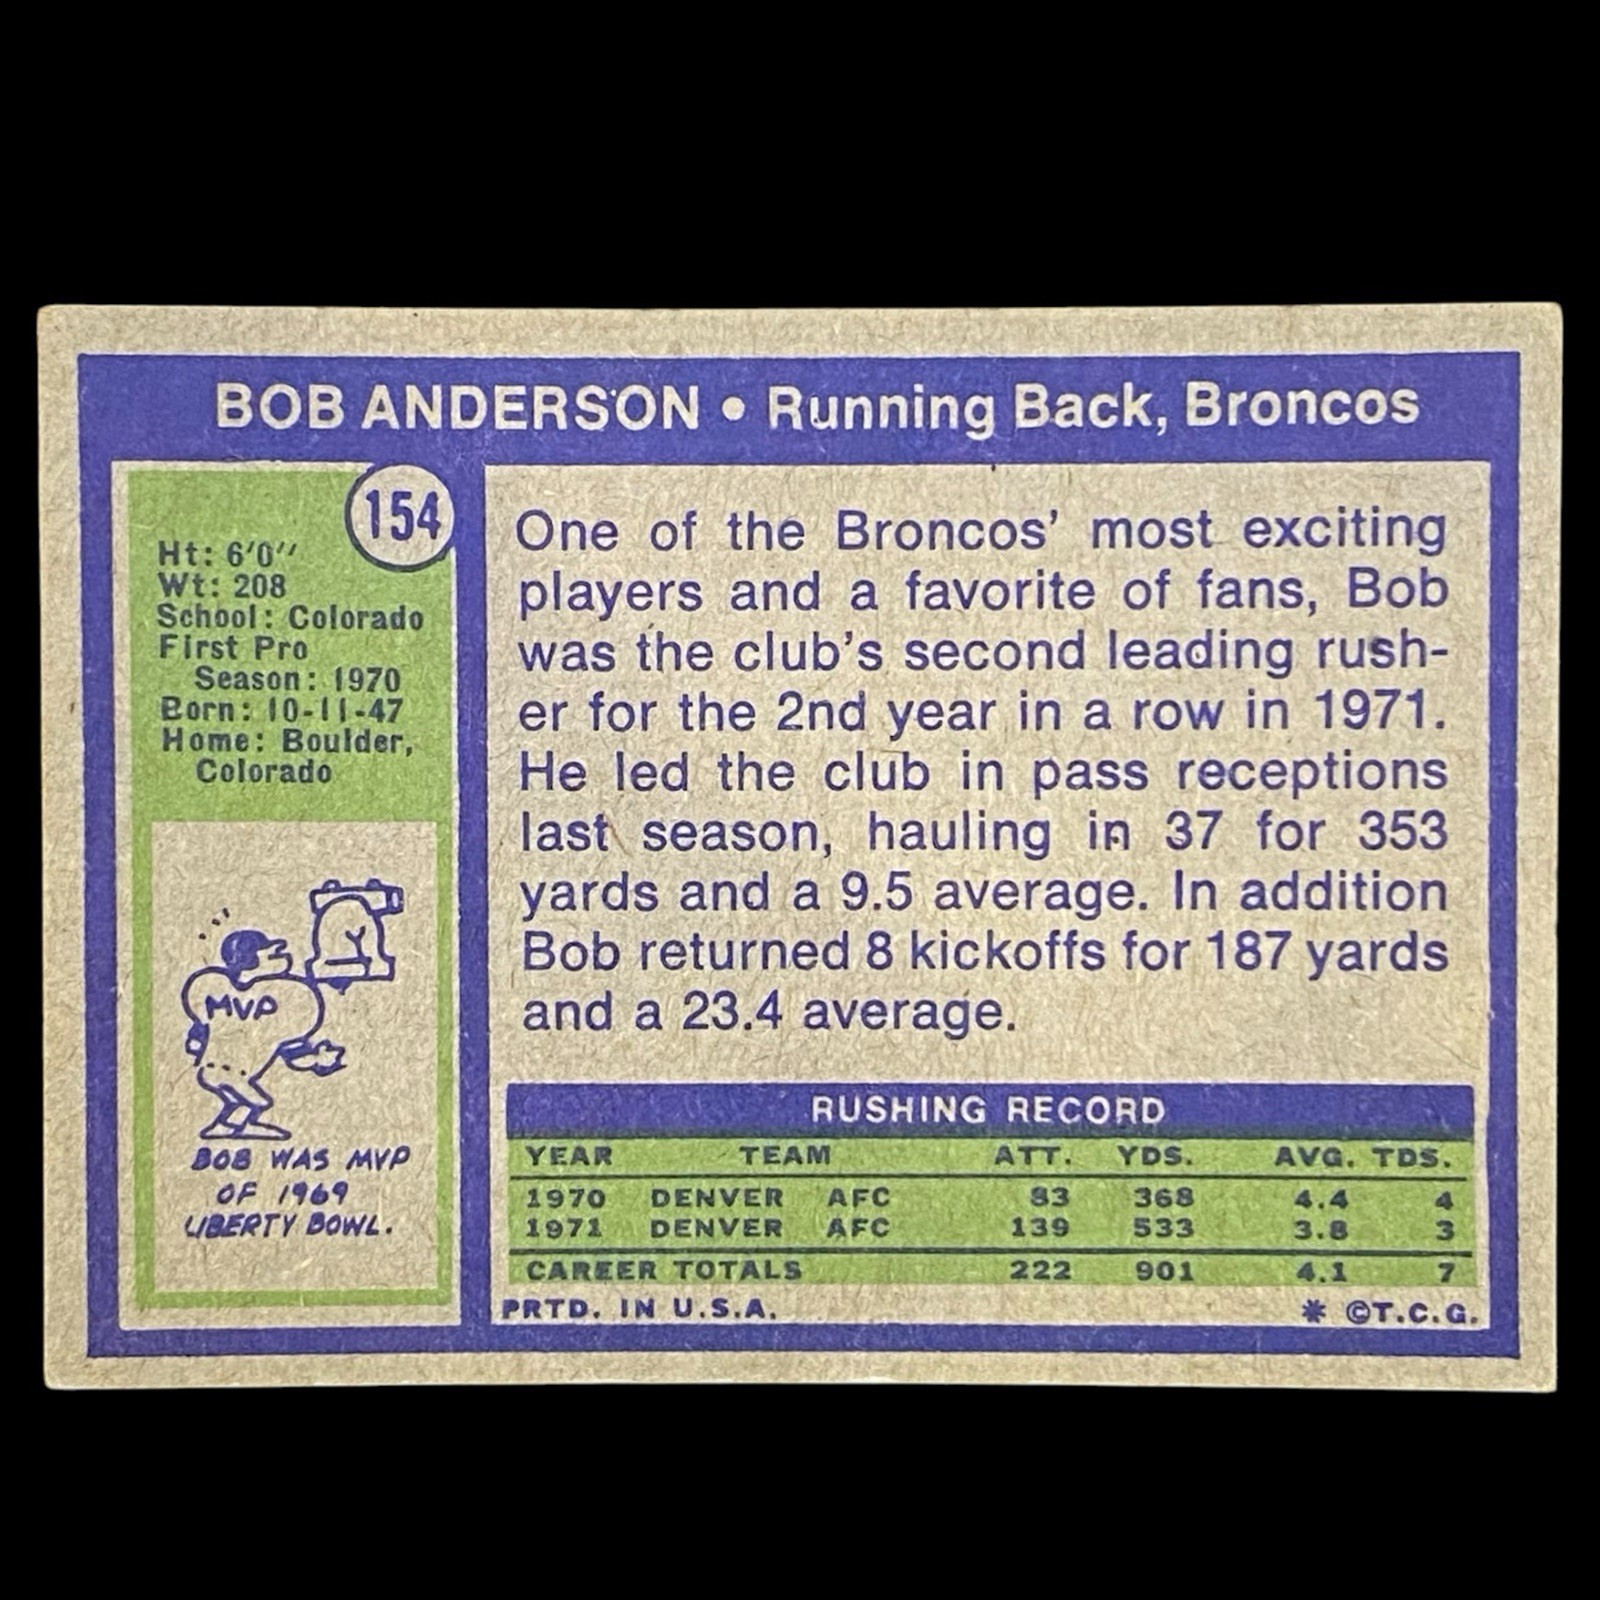 BOB ANDERSON • Running Back, Broncos
154
Ht: 6'0''
Wt: 208
School: Colorado
First Pro
Season: 1970
Born: 10-11-47
Home: Boulder,
Colorado
MVP
BOB WAS MVP
OF 1969
LIBERTY BOWL.
One of the Broncos' most exciting
players and a favorite of fans, Bob
was the club's second leading rush-
er for the 2nd year in a row in 1971.
He led the club in pass receptions
last season, hauling in 37 for 353
yards and a 9.5 average. In addition
Bob returned 8 kickoffs for 187 yards
and a 23.4 average.
RUSHING RECORD
YEAR TEAM ATT. YDS. AVG. TDS.
1970 DENVER AFC 83 368 4.4 4
1971 DENVER AFC 139 533 3.8 3
CAREER TOTALS 222 901 4.1 7
PRTD. IN U.S.A. * ©T.C.G.